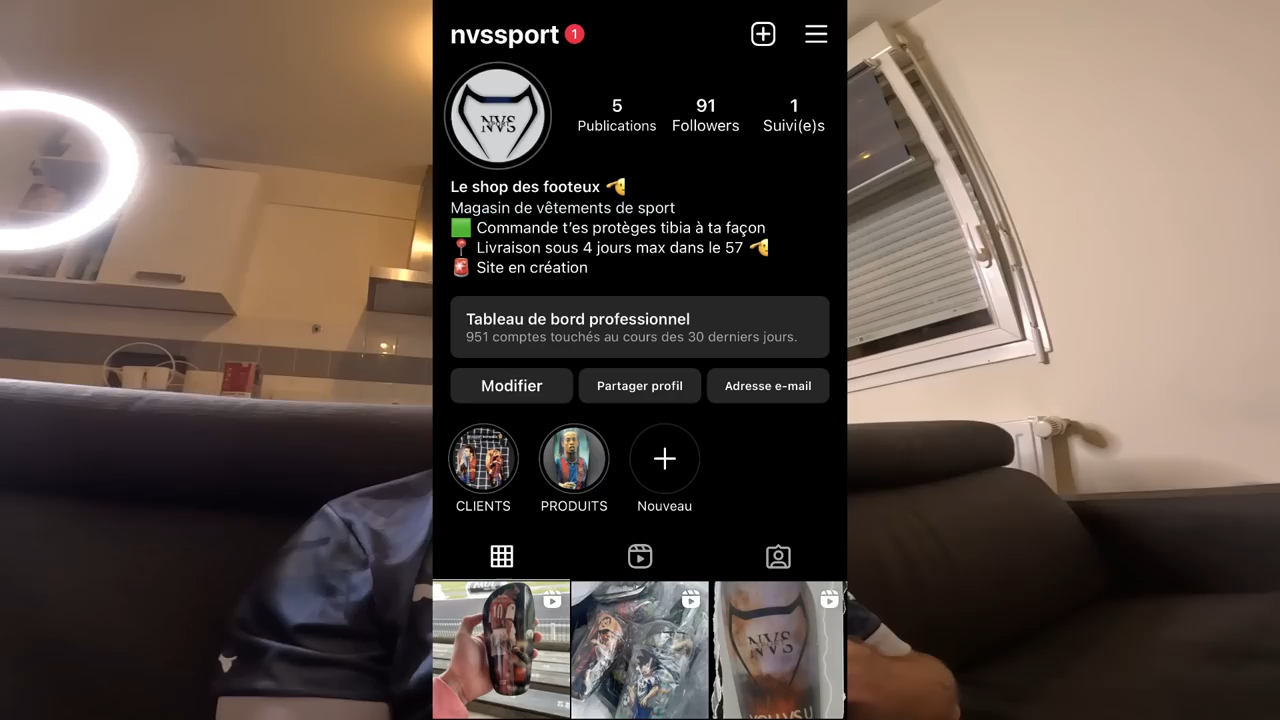 nvssport 1
NVS
5
Publications
91
Followers
1
Suivi(e)s
Le shop des footeux
Magasin de vêtements de sport
Commande t'es protèges tibia à ta façon
Livraison sous 4 jours max dans le 57
Site en création
Tableau de bord professionnel
951 comptes touchés au cours des 30 derniers jours.
Modifier
Partager profil
Adresse e-mail
CLIENTS
PRODUITS
Nouveau
10
NVS
YOU VS U